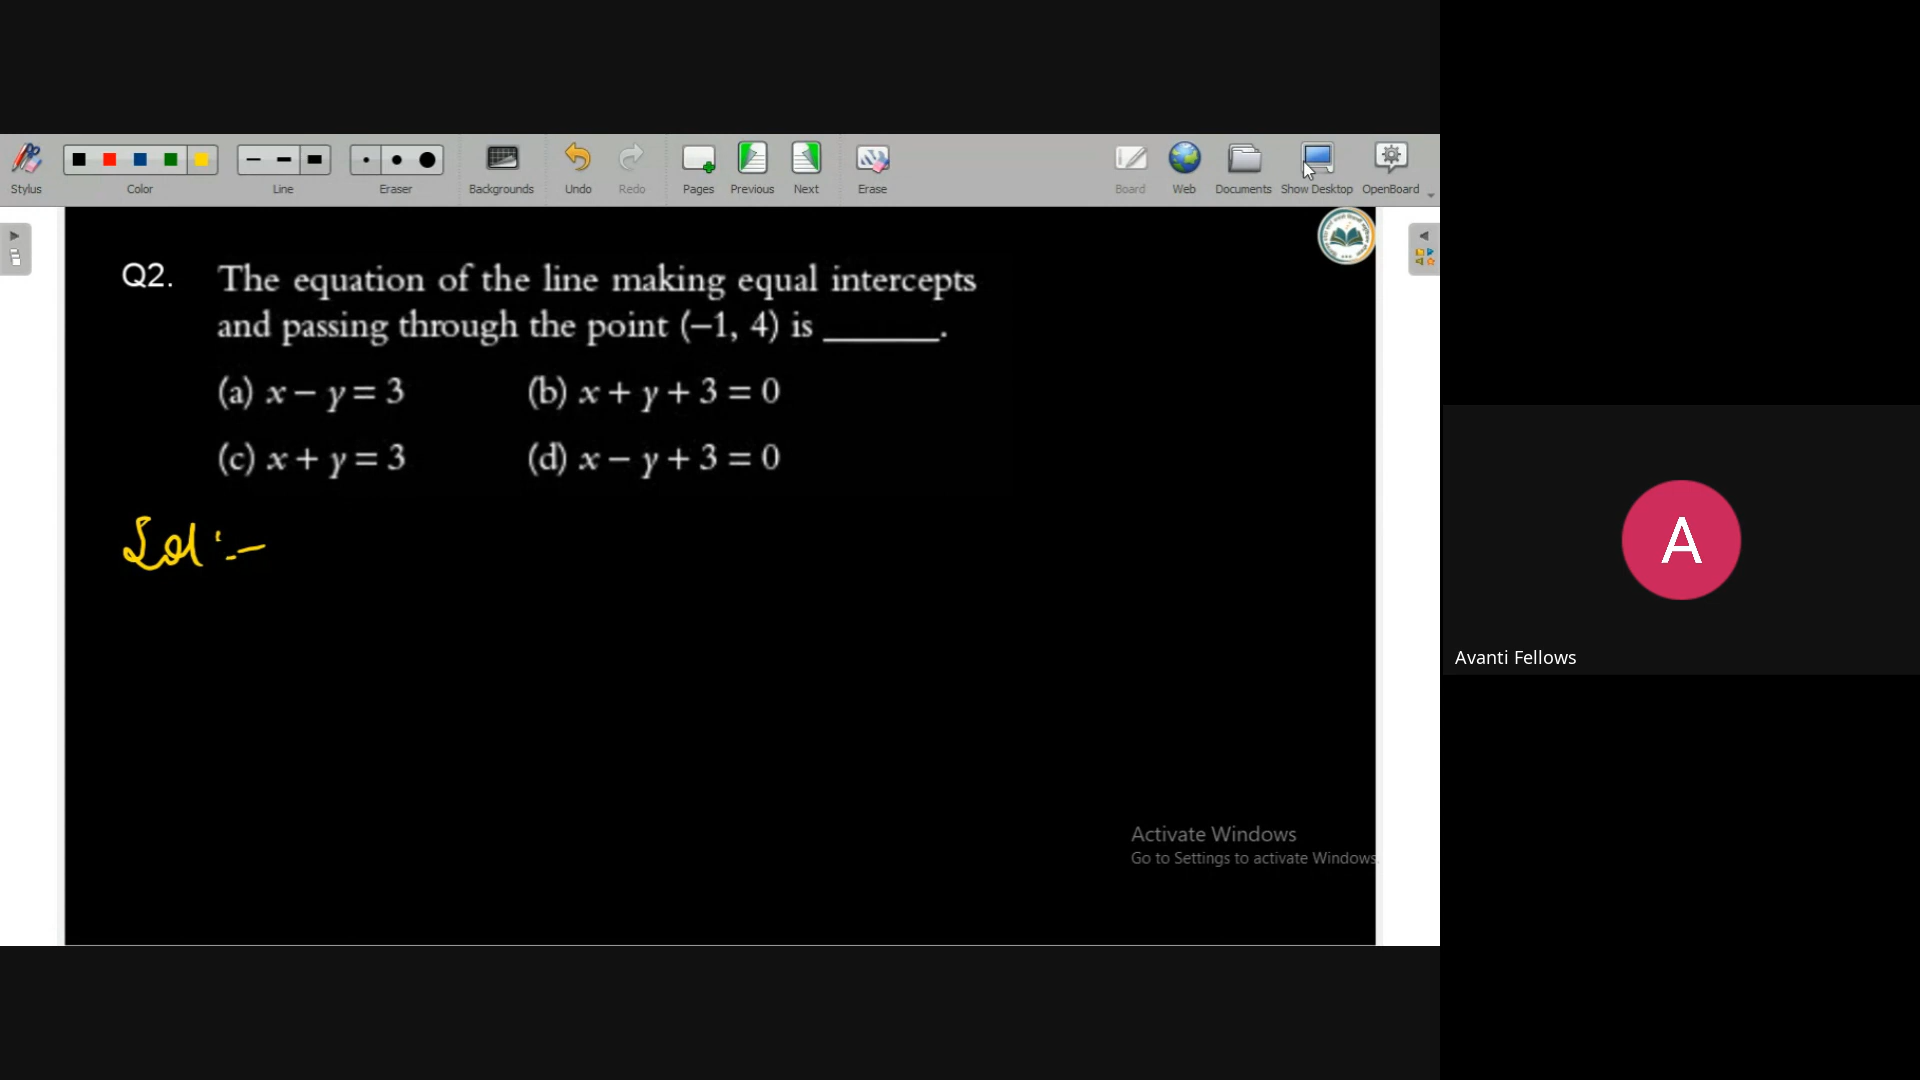 Stylus
Color
Line
Eraser
Backgrounds
Undo
Redo
Pages
Previous
Next
Erase
Board
Web
Documents
Show Desktop
OpenBoard
Q2. The equation of the line making equal intercepts
and passing through the point (−1, 4) is ______.
(a) x − y = 3 (b) x + y + 3 = 0
(c) x + y = 3 (d) x − y + 3 = 0
Sol :-
A
Avanti Fellows
Activate Windows
Go to Settings to activate Windows.